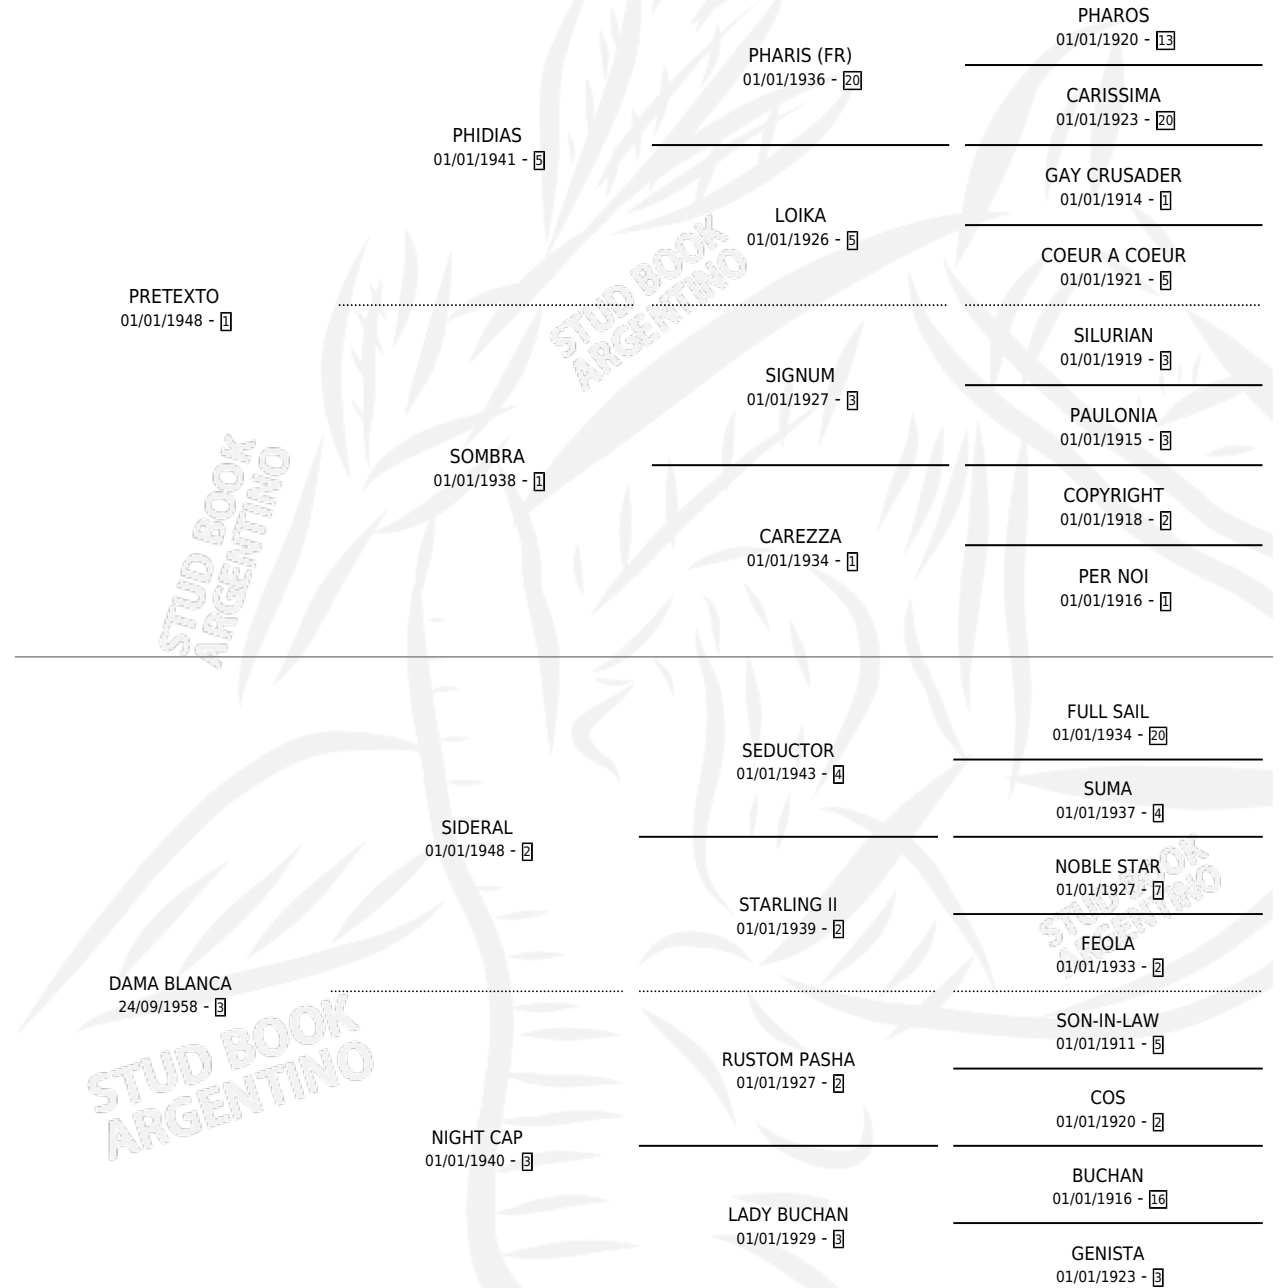 PHAROS
01/01/1920 - 13
PHARIS (FR)
01/01/1936 - 20
CARISSIMA
01/01/1923 - 20
PHIDIAS
01/01/1941 - 5
GAY CRUSADER
01/01/1914 - 1
LOIKA
01/01/1926 - 5
COEUR A COEUR
01/01/1921 - 5
PRETEXTO
01/01/1948 - 1
SILURIAN
01/01/1919 - 3
SIGNUM
01/01/1927 - 3
PAULONIA
01/01/1915 - 3
SOMBRA
01/01/1938 - 1
COPYRIGHT
01/01/1918 - 2
CAREZZA
01/01/1934 - 1
PER NOI
01/01/1916 - 1
FULL SAIL
01/01/1934 - 20
SEDUCTOR
01/01/1943 - 4
SUMA
01/01/1937 - 4
SIDERAL
01/01/1948 - 2
NOBLE STAR
01/01/1927 - 7
STARLING II
01/01/1939 - 2
FEOLA
01/01/1933 - 2
DAMA BLANCA
24/09/1958 - 3
SON-IN-LAW
01/01/1911 - 5
RUSTOM PASHA
01/01/1927 - 2
COS
01/01/1920 - 2
NIGHT CAP
01/01/1940 - 3
BUCHAN
01/01/1916 - 16
LADY BUCHAN
01/01/1929 - 3
GENISTA
01/01/1923 - 3
STUD BOOK
ARGENTINO
STUD BOOK
ARGENTINO
STUD BOOK
ARGENTINO
STUD BOOK
ARGENTINO